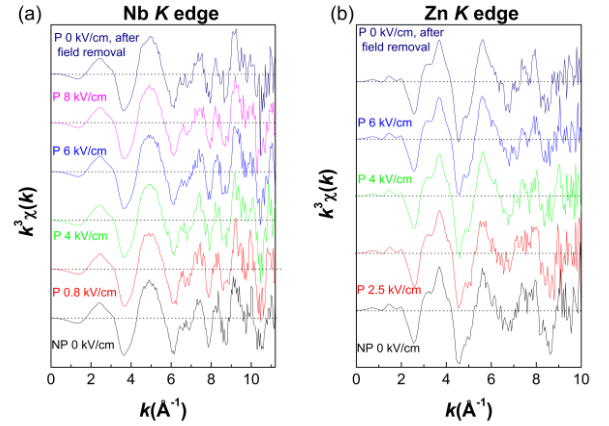 (a)
Nb K edge
P 0 kV/cm, after
field removal
P 8 kV/cm
P 6 kV/cm
P 4 kV/cm
P 0.8 kV/cm
NP 0 kV/cm
k³χ(k)
0 2 4 6 8 10
k(Å⁻¹)
(b)
Zn K edge
P 0 kV/cm, after
field removal
P 6 kV/cm
P 4 kV/cm
P 2.5 kV/cm
NP 0 kV/cm
k³χ(k)
0 2 4 6 8 10
k(Å⁻¹)